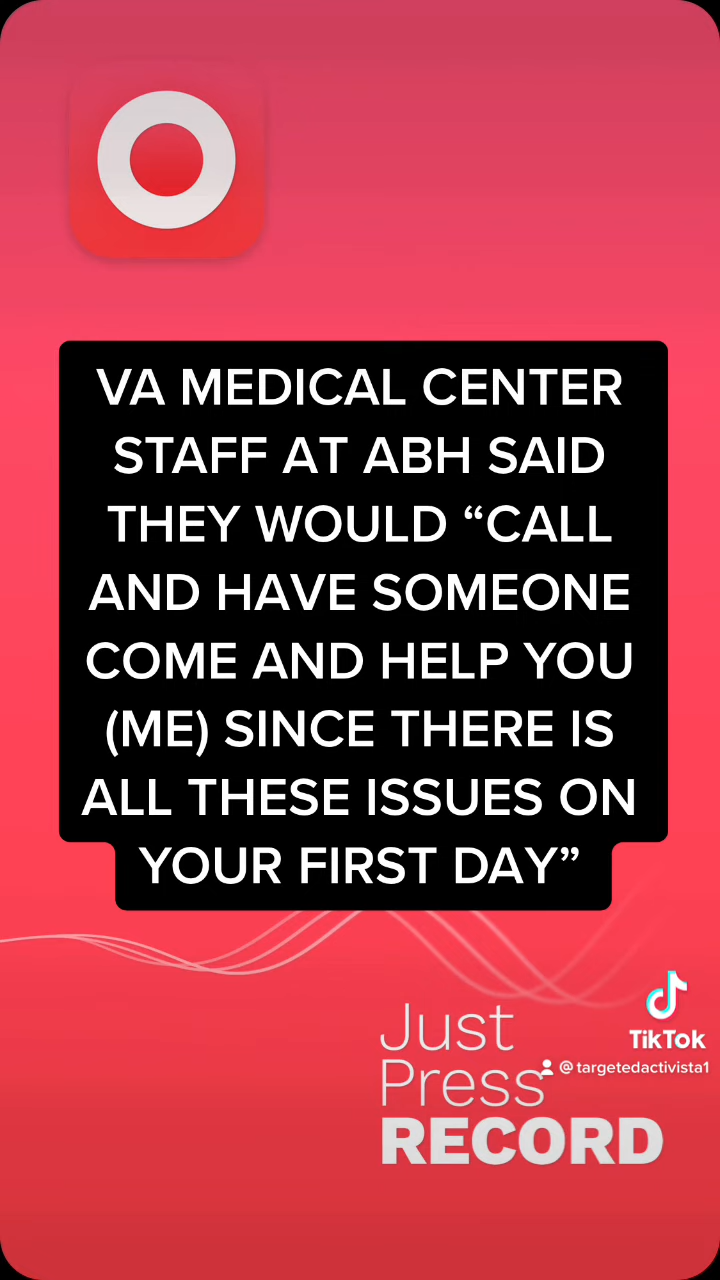 VA MEDICAL CENTER
STAFF AT ABH SAID
THEY WOULD “CALL
AND HAVE SOMEONE
COME AND HELP YOU
(ME) SINCE THERE IS
ALL THESE ISSUES ON
YOUR FIRST DAY”
Just
Press
RECORD
TikTok
@targetedactivista1